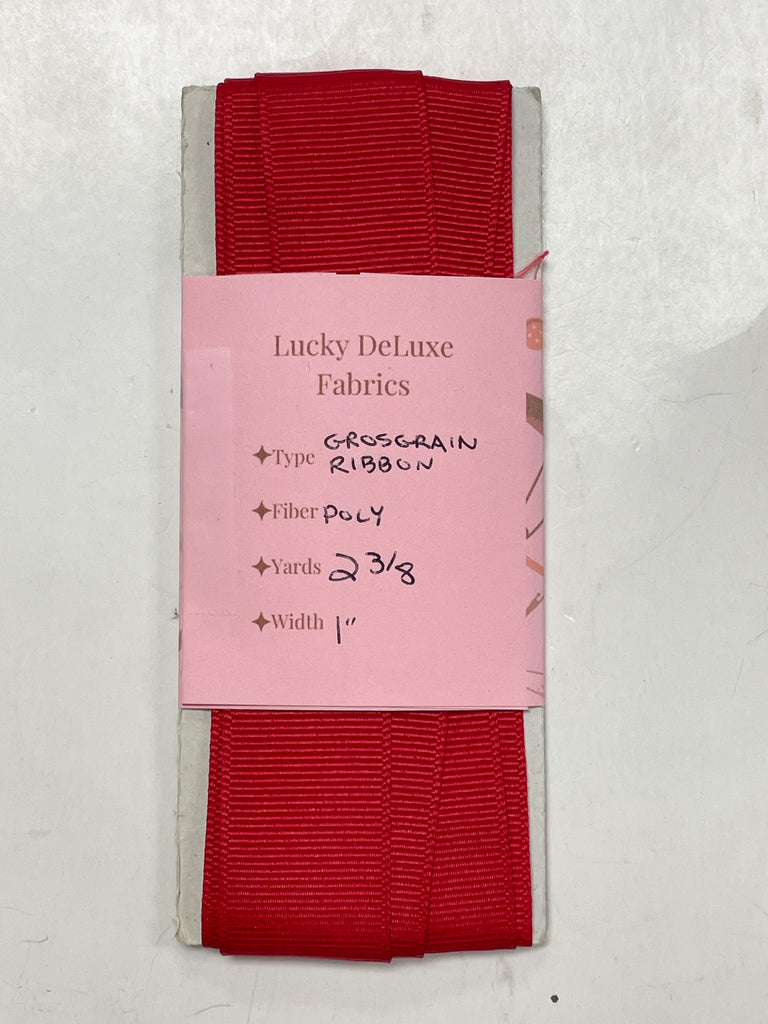 Lucky DeLuxe
Fabrics
Type GROSGRAIN
RIBBON
Fiber POLY
Yards 2 3/8
Width 1"